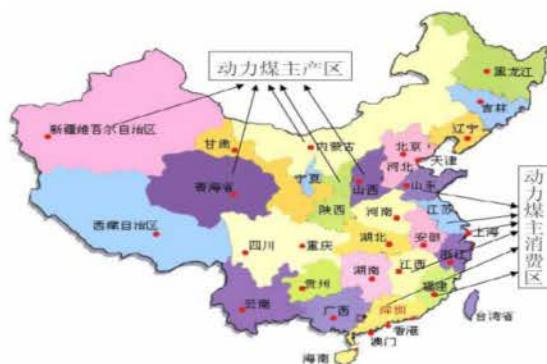 动力煤主产区
黑龙江
吉林
辽宁
新疆维吾尔自治区
甘肃
内蒙古
北京
天津
河北
山西
山东
宁夏
青海省
陕西
河南
江苏
西藏自治区
安徽
上海
四川
重庆
湖北
浙江
湖南
江西
贵州
福建
云南
广西
深圳
台湾省
香港
澳门
海南
动力煤主消费区